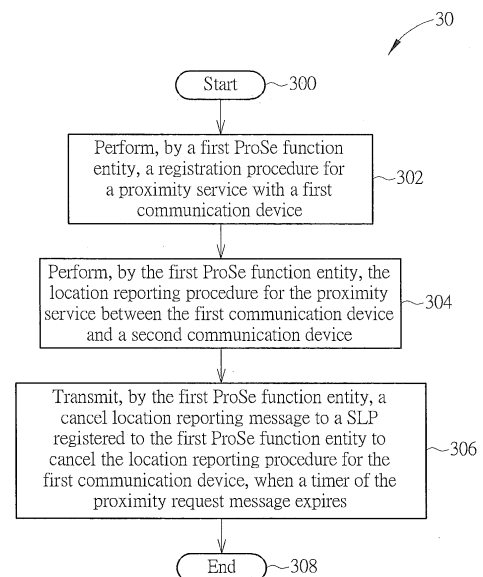 30
Start
300
Perform, by a first ProSe function
entity, a registration procedure for
a proximity service with a first
communication device
302
Perform, by the first ProSe function entity, the
location reporting procedure for the proximity
service between the first communication device
and a second communication device
304
Transmit, by the first ProSe function entity, a
cancel location reporting message to a SLP
registered to the first ProSe function entity to
cancel the location reporting procedure for the
first communication device, when a timer of the
proximity request message expires
306
End
308